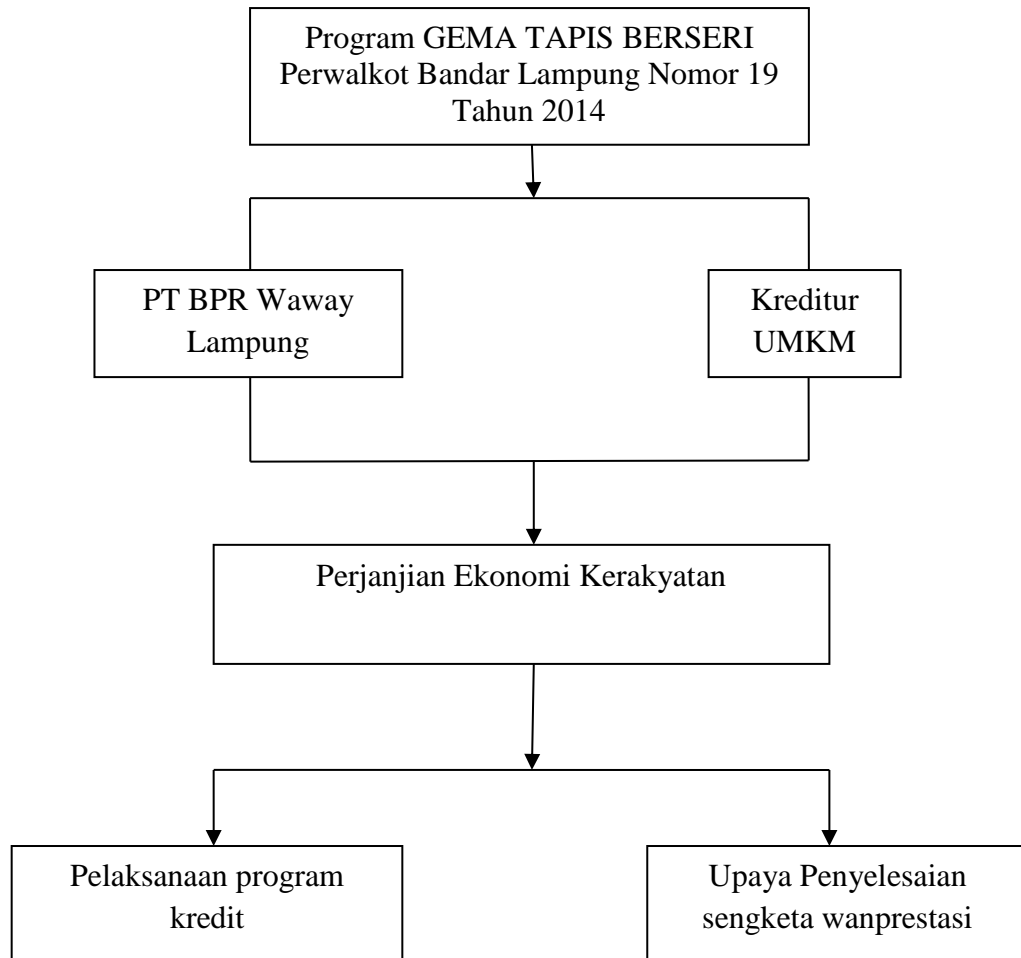 Program GEMA TAPIS BERSERI
Perwalkot Bandar Lampung Nomor 19
Tahun 2014
PT BPR Waway
Lampung
Kreditur
UMKM
Perjanjian Ekonomi Kerakyatan
Pelaksanaan program
kredit
Upaya Penyelesaian
sengketa wanprestasi